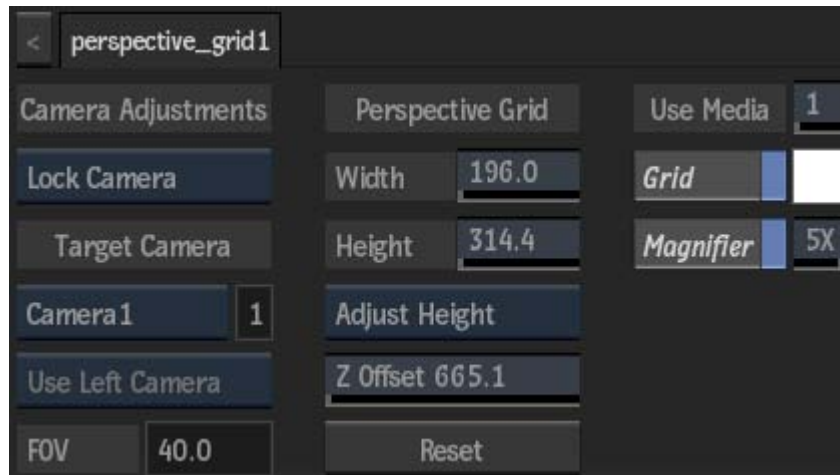 < perspective_grid1
Camera Adjustments Perspective Grid Use Media 1
Lock Camera Width 196.0 Grid
Target Camera Height 314.4 Magnifier 5X
Camera1 1 Adjust Height
Use Left Camera Z Offset 665.1
FOV 40.0 Reset